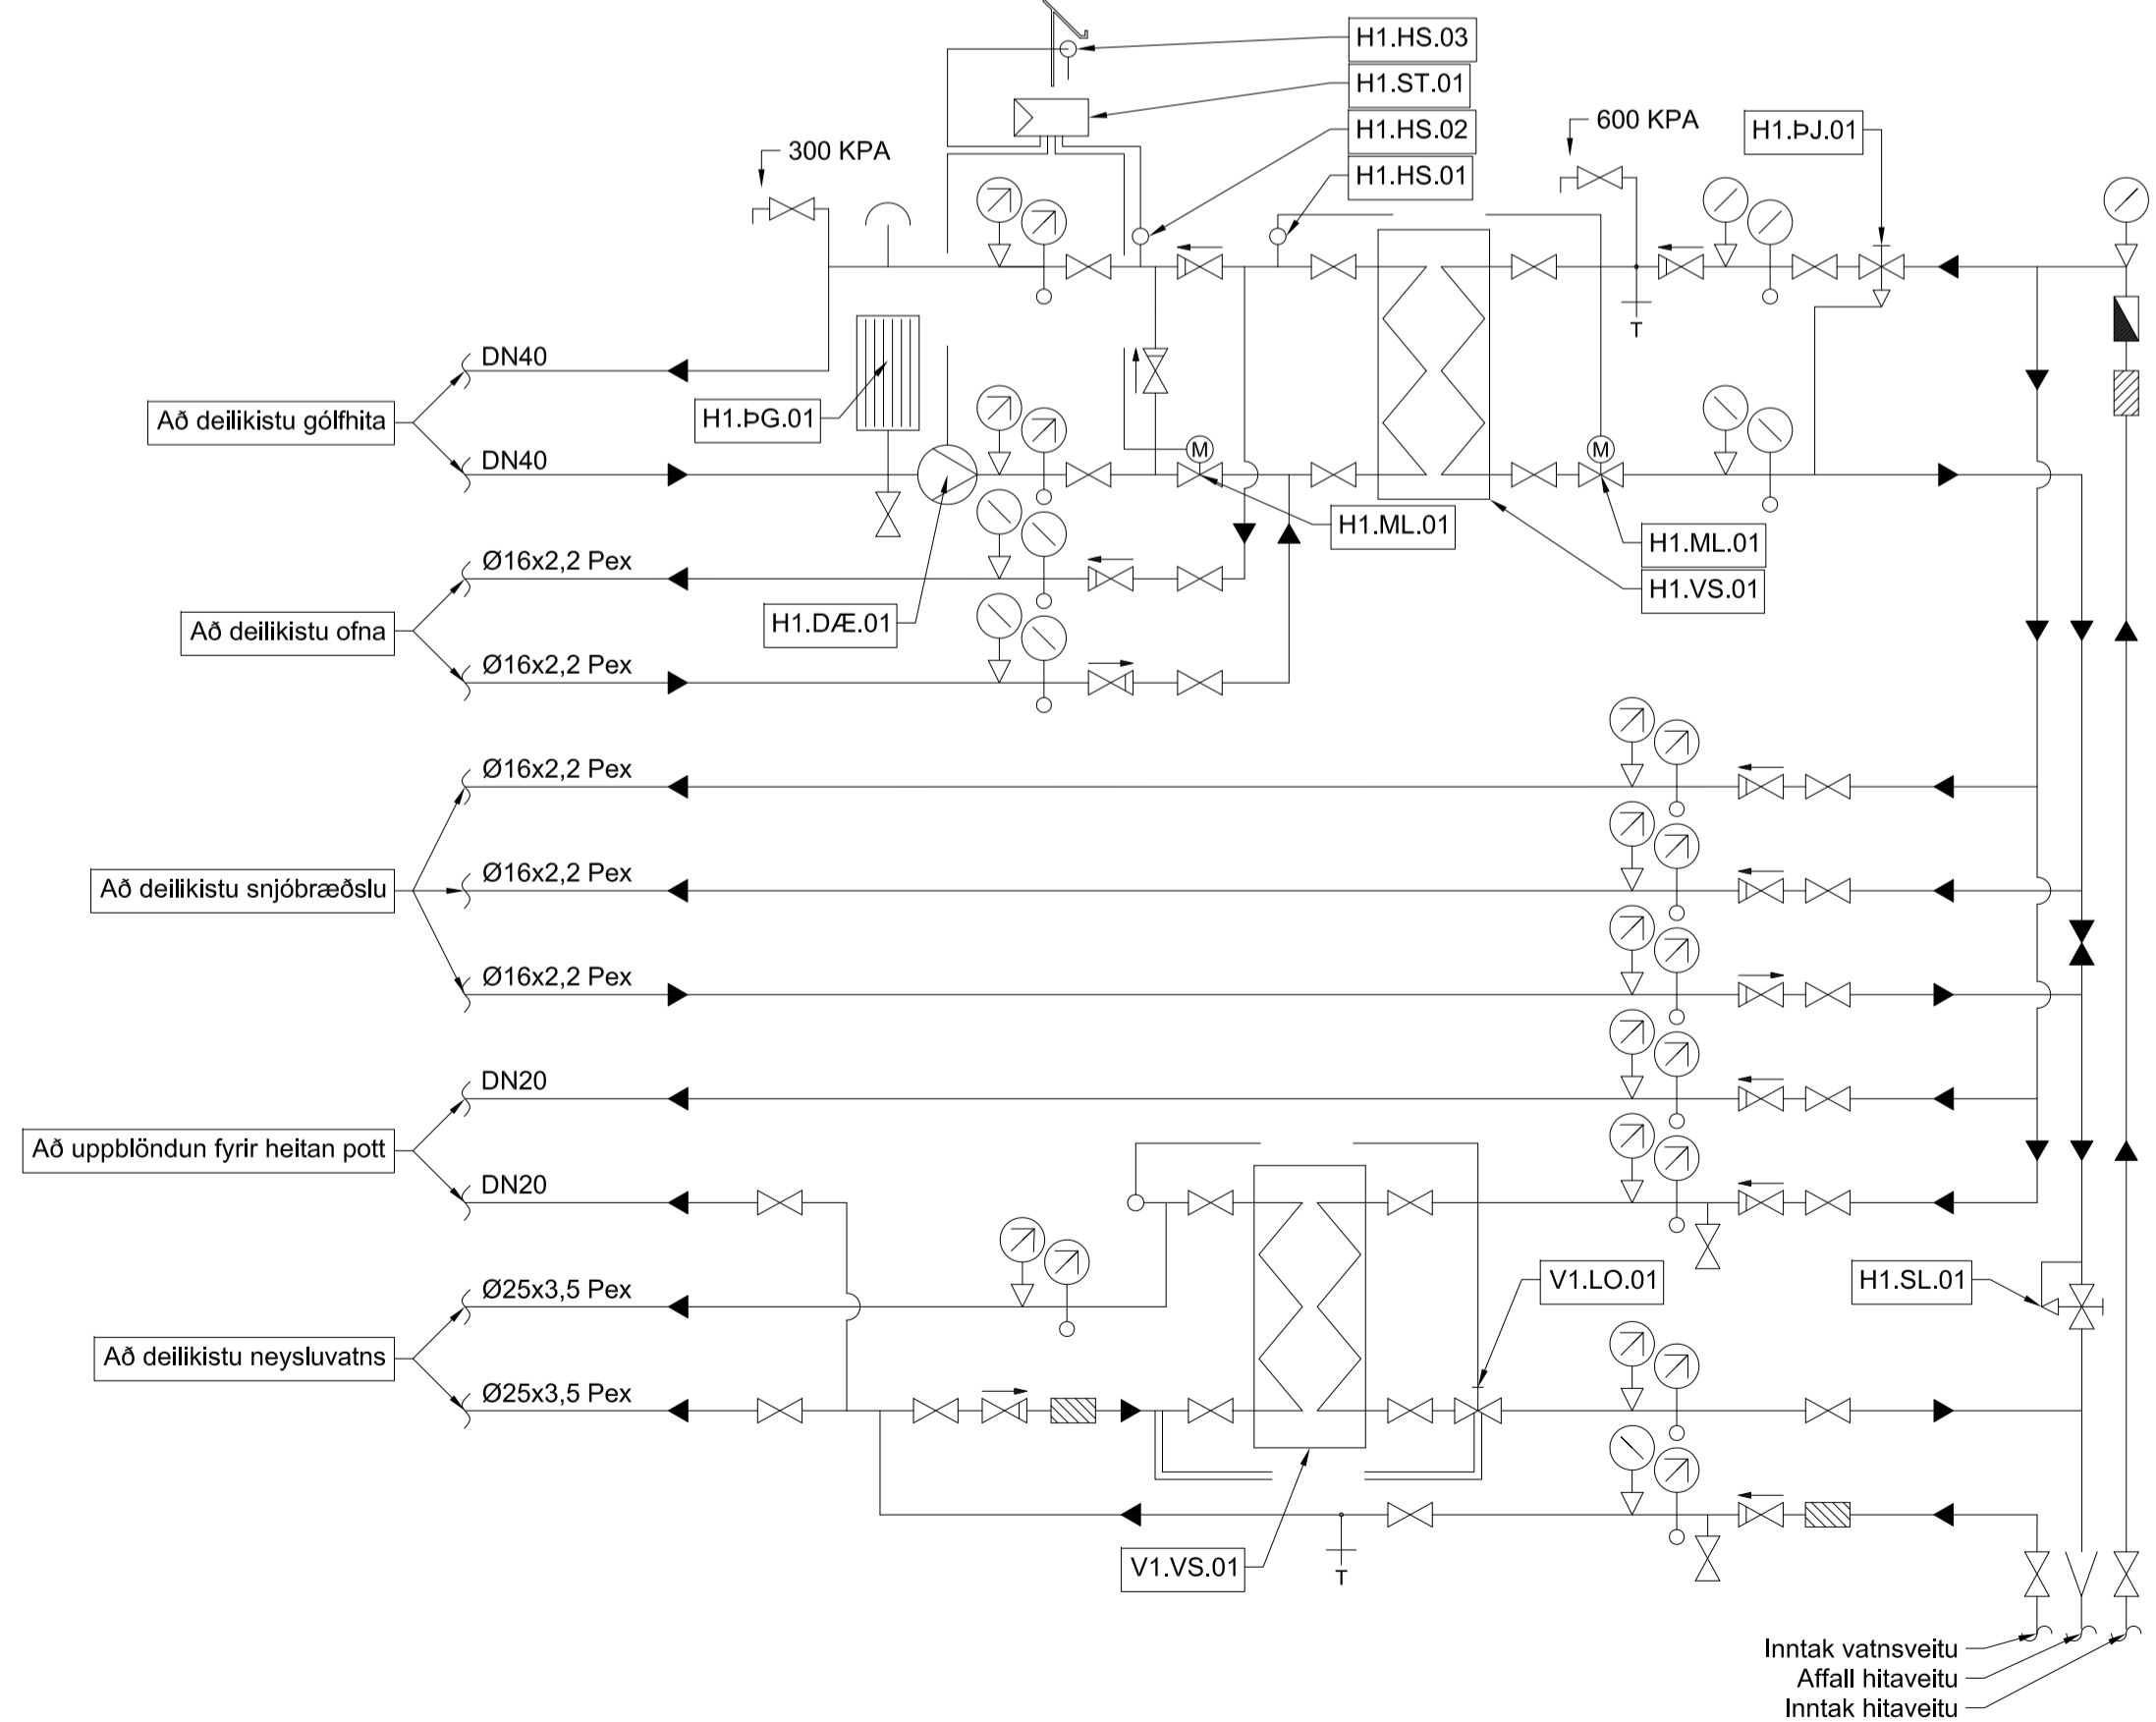 H1.HS.03
H1.ST.01
H1.HS.02
H1.HS.01
600 KPA
H1.ÞJ.01
300 KPA
T
DN40
Að deilikistu gólfhita
H1.ÞG.01
DN40
M
M
H1.ML.01
H1.ML.01
H1.VS.01
Ø16x2,2 Pex
Að deilikistu ofna
H1.DÆ.01
Ø16x2,2 Pex
Ø16x2,2 Pex
Ø16x2,2 Pex
Að deilikistu snjóbræðslu
Ø16x2,2 Pex
DN20
Að uppblöndun fyrir heitan pott
DN20
Ø25x3,5 Pex
V1.LO.01
H1.SL.01
Að deilikistu neysluvatns
Ø25x3,5 Pex
V1.VS.01
T
Inntak vatnsveitu
Affall hitaveitu
Inntak hitaveitu